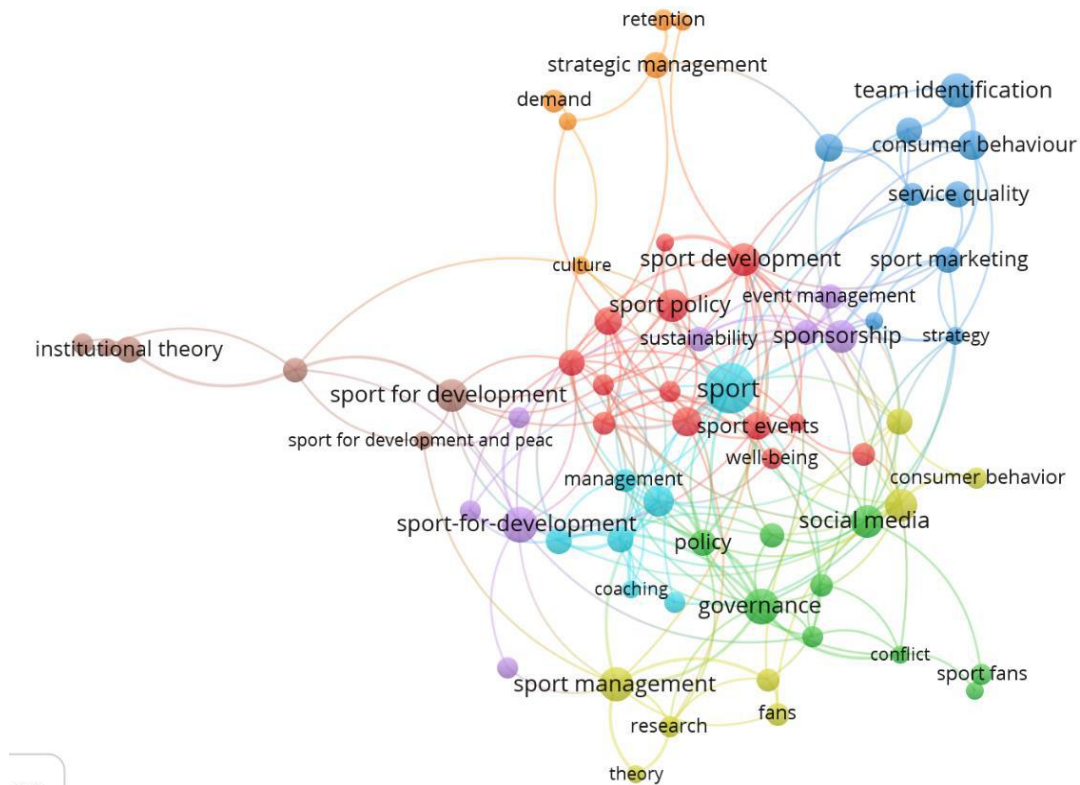 retention
strategic management
team identification
demand
consumer behaviour
service quality
sport development
sport marketing
culture
event management
sport policy
sustainability
sponsorship
strategy
institutional theory
sport
sport for development
sport events
sport for development and peac
well-being
management
consumer behavior
sport-for-development
social media
policy
coaching
governance
conflict
sport fans
sport management
fans
research
theory